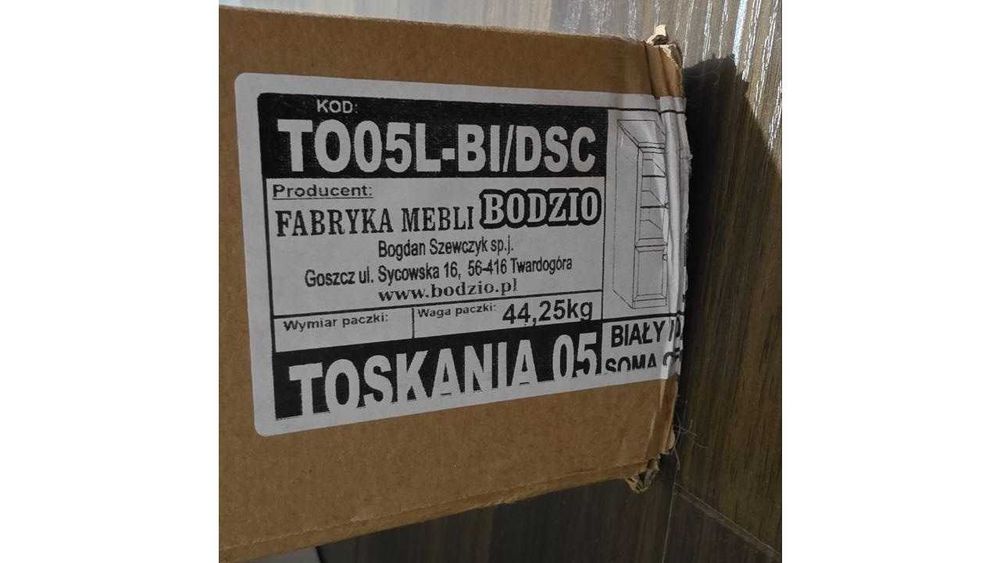 KOD:
TO05L-BI/DSC
Producent:
FABRYKA MEBLI BODZIO
Bogdan Szewczyk sp.j.
Goszcz ul. Sycowska 16, 56-416 Twardogóra
www.bodzio.pl
Wymiar paczki:
Waga paczki: 44,25kg
TOSKANIA 05
BIAŁY
SOMA